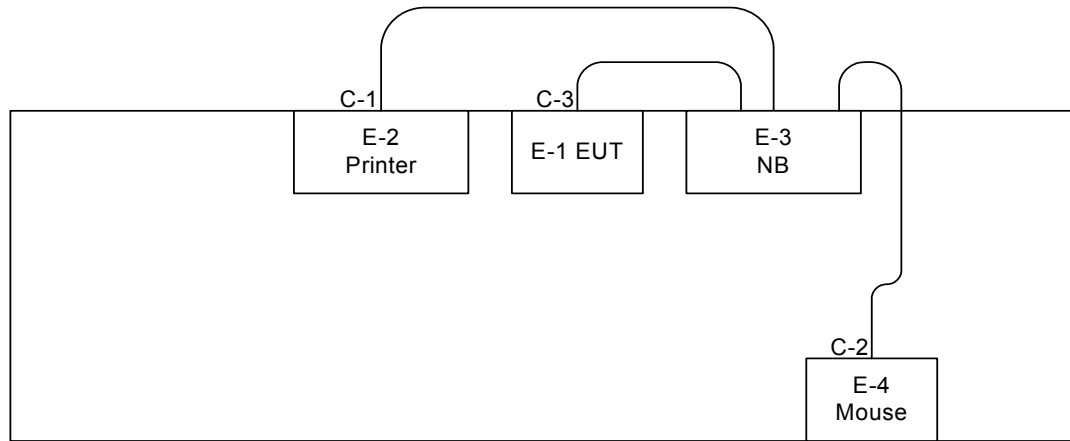 C-1
C-3
E-2
Printer
E-1 EUT
E-3
NB
C-2
E-4
Mouse